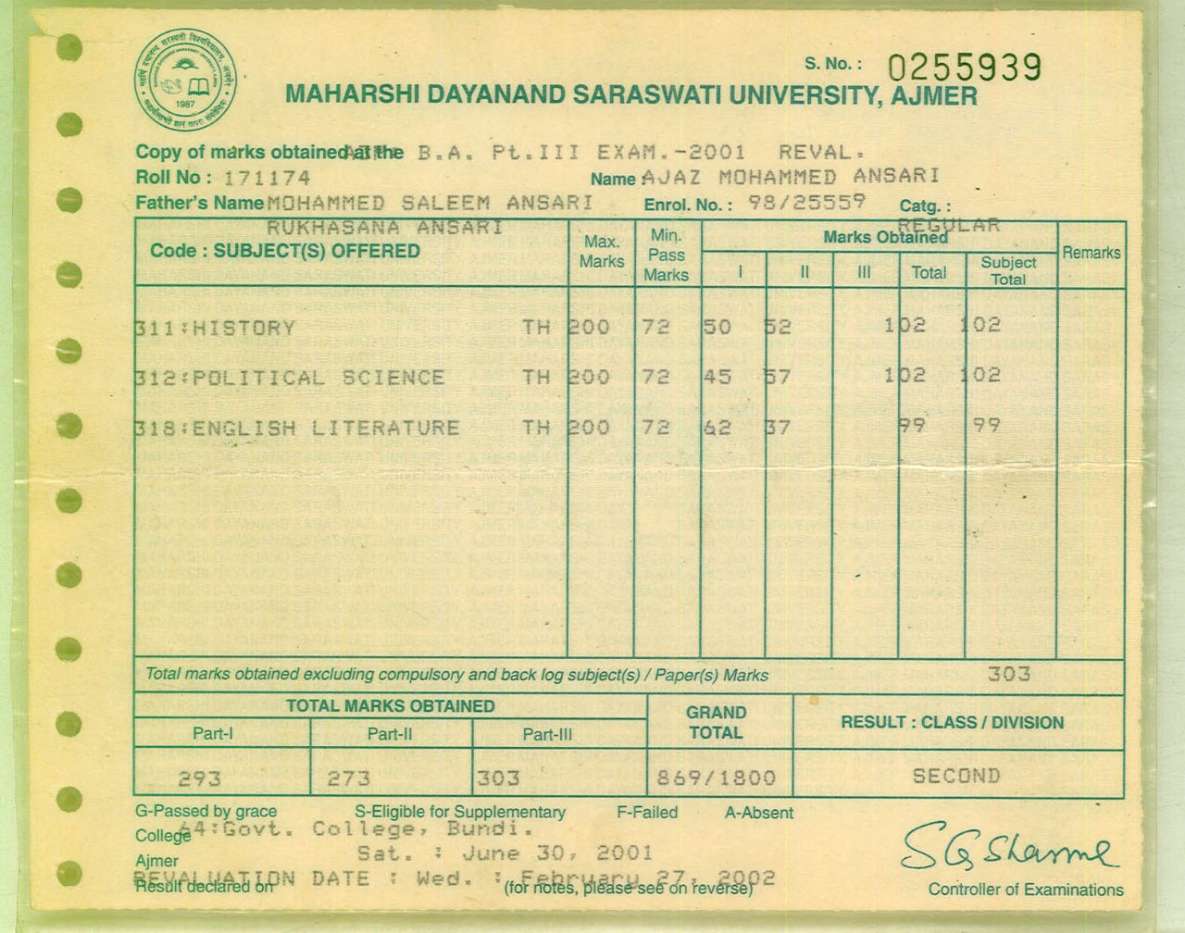 1987
S. No. : 0255939
MAHARSHI DAYANAND SARASWATI UNIVERSITY, AJMER
Copy of marks obtained at the B.A. Pt.III EXAM.-2001 REVAL.
Roll No : 171174 Name : AJAZ MOHAMMED ANSARI
Father's Name MOHAMMED SALEEM ANSARI Enrol. No. : 98/25559 Catg. :
RUKHASANA ANSARI REGULAR
Code : SUBJECT(S) OFFERED Max. Marks Min. Pass Marks Marks Obtained Remarks
I II III Total Subject Total
311:HISTORY TH 200 72 50 52 102 102
312:POLITICAL SCIENCE TH 200 72 45 57 102 102
318:ENGLISH LITERATURE TH 200 72 62 37 99 99
Total marks obtained excluding compulsory and back log subject(s) / Paper(s) Marks 303
TOTAL MARKS OBTAINED GRAND TOTAL RESULT : CLASS / DIVISION
Part-I Part-II Part-III
293 273 303 869/1800 SECOND
G-Passed by grace S-Eligible for Supplementary F-Failed A-Absent
College 64:Govt. College, Bundi.
Ajmer Sat. : June 30, 2001
REVALUATION DATE : Wed. : February 27, 2002
Result declared on (for notes, please see on reverse)
SG Sharma
Controller of Examinations